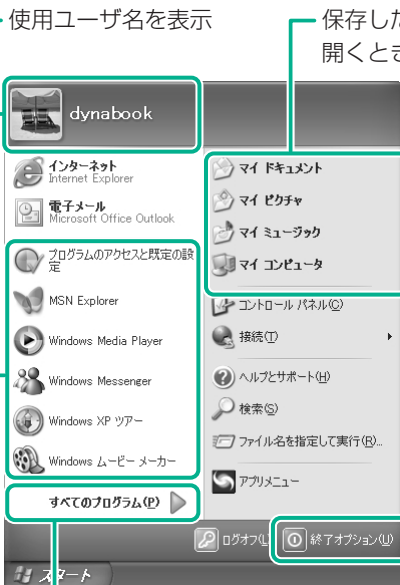 使用ユーザ名を表示
保存した
開くとき
dynabook
インターネット
Internet Explorer
電子メール
Microsoft Office Outlook
プログラムのアクセスと既定の設
定
MSN Explorer
Windows Media Player
Windows Messenger
Windows XP ツアー
Windows ムービー メーカー
すべてのプログラム(P)
マイ ドキュメント
マイ ピクチャ
マイ ミュージック
マイ コンピュータ
コントロール パネル(C)
接続(T)
ヘルプとサポート(H)
検索(S)
ファイル名を指定して実行(R)...
アプリメニュー
ログオフ(L)
終了オプション(U)
スタート